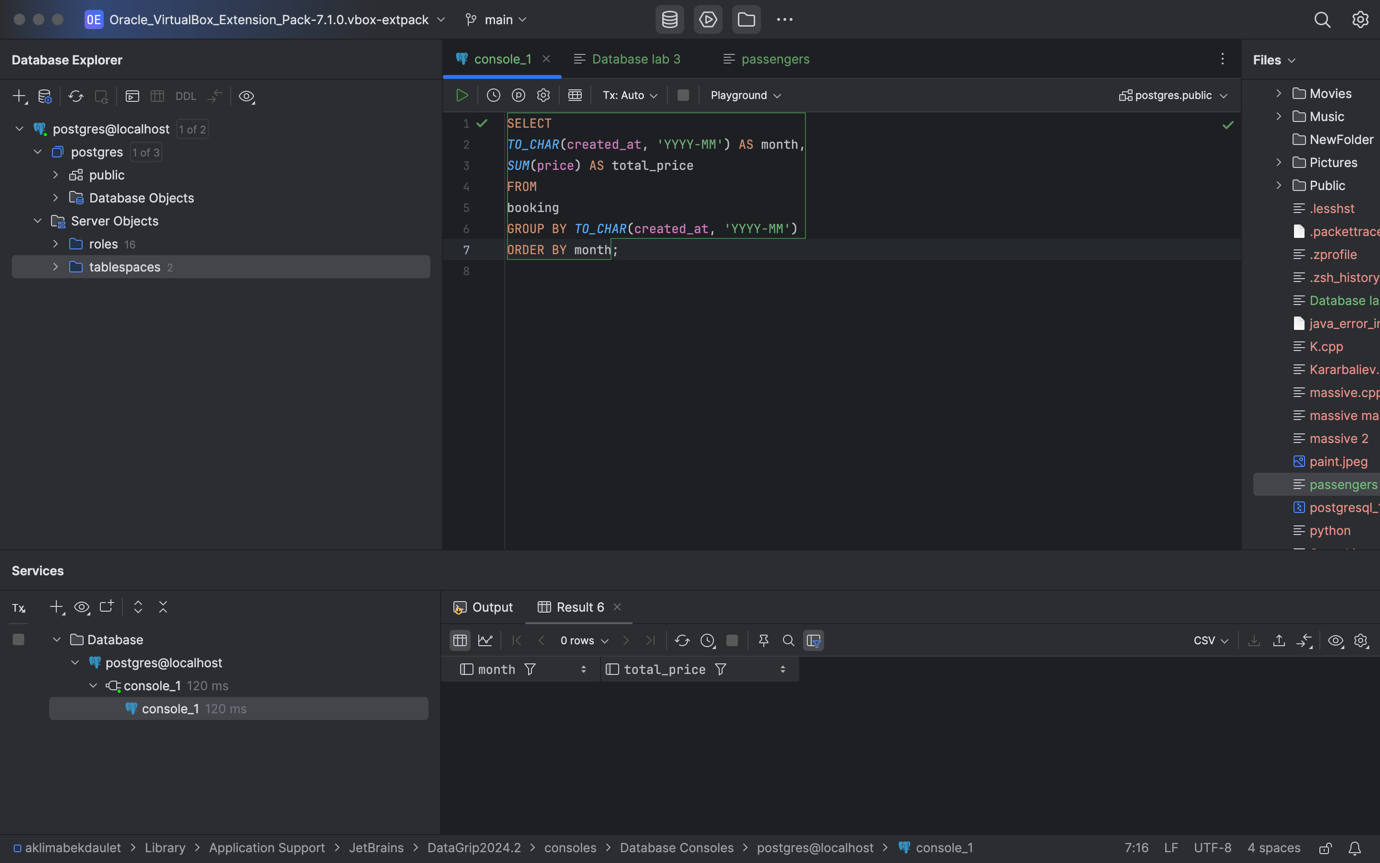 OE Oracle_VirtualBox_Extension_Pack-7.1.0.vbox-extpack main
Database Explorer
DDL
postgres@localhost 1 of 2
postgres 1 of 3
public
Database Objects
Server Objects
roles 16
tablespaces 2
console_1
Database lab 3
passengers
Tx: Auto
Playground
postgres.public
1 SELECT
2 TO_CHAR(created_at, 'YYYY-MM') AS month,
3 SUM(price) AS total_price
4 FROM
5 booking
6 GROUP BY TO_CHAR(created_at, 'YYYY-MM')
7 ORDER BY month;
8
Files
Movies
Music
NewFolder
Pictures
Public
.lesshst
.packettrace
.zprofile
.zsh_history
Database la
java_error_in
K.cpp
Kararbaliev.
massive.cpp
massive ma
massive 2
paint.jpeg
passengers
postgresql_
python
Services
Tx
Database
postgres@localhost
console_1 120 ms
console_1 120 ms
Output
Result 6
0 rows
CSV
month
total_price
aklimabekdaulet > Library > Application Support > JetBrains > DataGrip2024.2 > consoles > Database Consoles > postgres@localhost > console_1
7:16 LF UTF-8 4 spaces